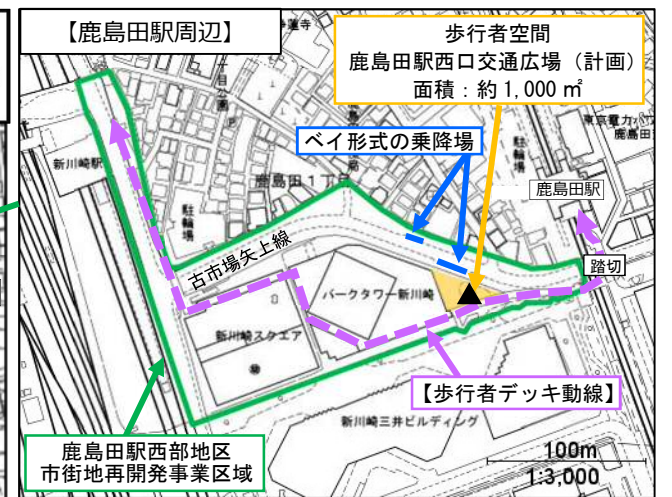 【鹿島田駅周辺】
歩行者空間
鹿島田駅西口交通広場（計画）
面積：約1,000㎡
ベイ形式の乗降場
新川崎駅
鹿島田１丁目
鹿島田駅
踏切
駐輪場
駐輪場
古市場矢上線
パークタワー新川崎
新川崎スクエア
【歩行者デッキ動線】
新川崎三井ビルディング
鹿島田駅西部地区
市街地再開発事業区域
100m
1:3,000